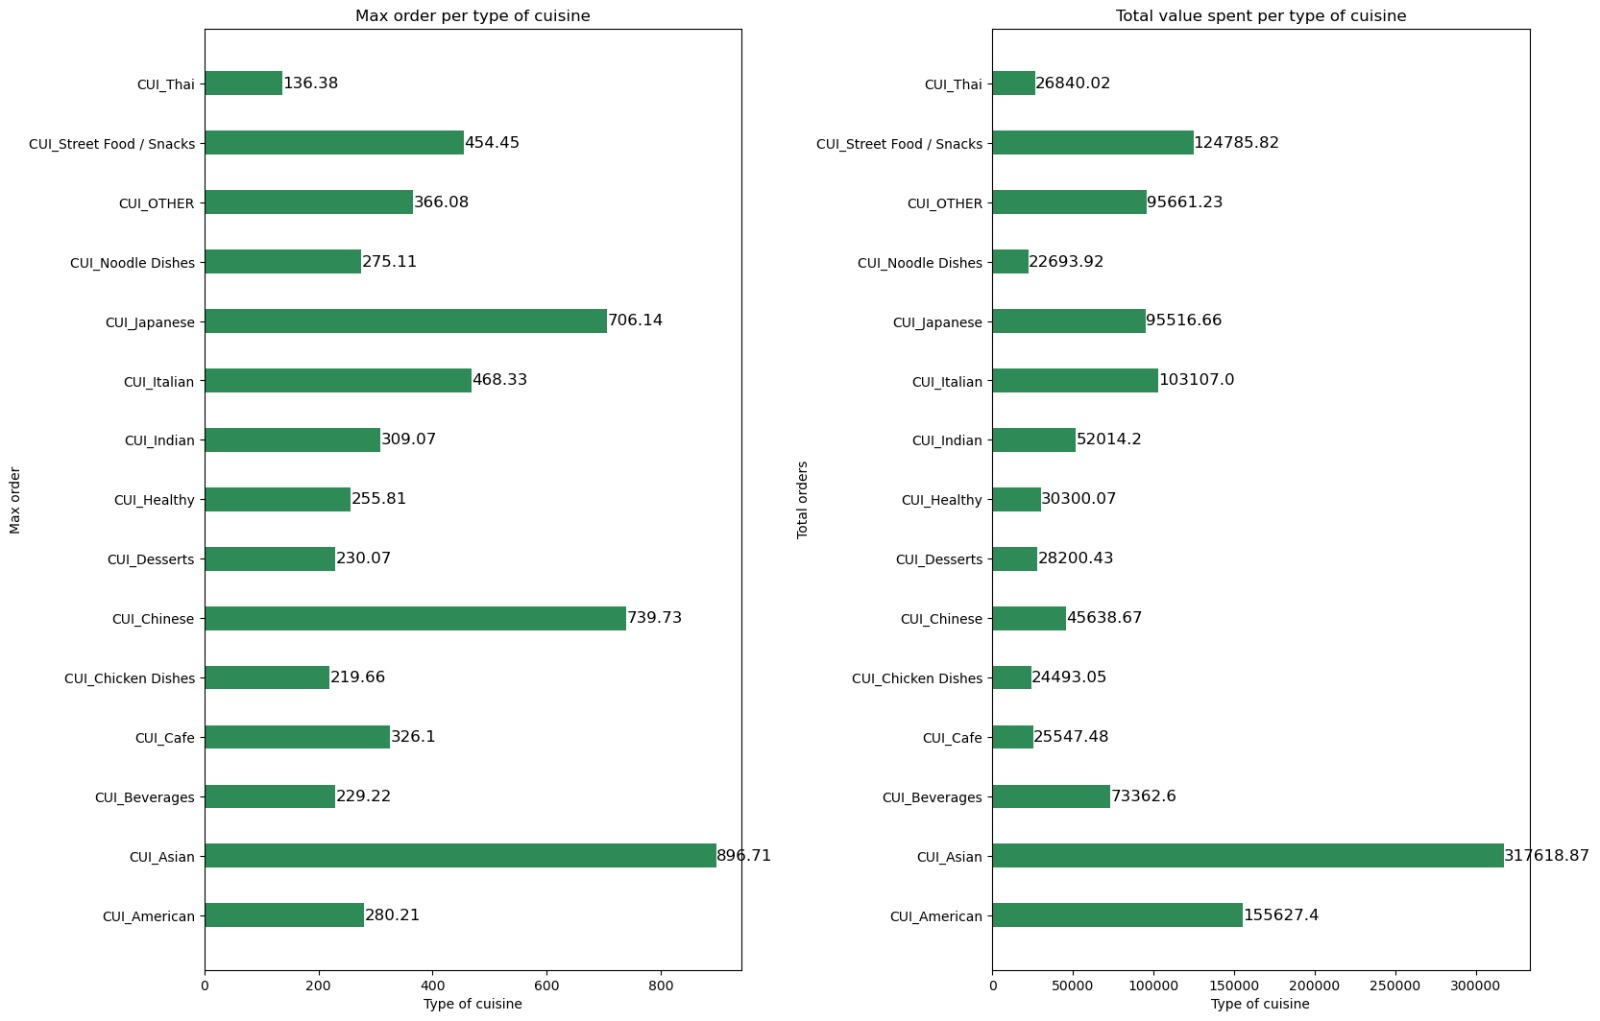 Max order per type of cuisine
CUI_Thai 136.38
CUI_Street Food / Snacks 454.45
CUI_OTHER 366.08
CUI_Noodle Dishes 275.11
CUI_Japanese 706.14
CUI_Italian 468.33
CUI_Indian 309.07
CUI_Healthy 255.81
CUI_Desserts 230.07
CUI_Chinese 739.73
CUI_Chicken Dishes 219.66
CUI_Cafe 326.1
CUI_Beverages 229.22
CUI_Asian 896.71
CUI_American 280.21
Max order
0 200 400 600 800
Type of cuisine
Total value spent per type of cuisine
CUI_Thai 26840.02
CUI_Street Food / Snacks 124785.82
CUI_OTHER 95661.23
CUI_Noodle Dishes 22693.92
CUI_Japanese 95516.66
CUI_Italian 103107.0
CUI_Indian 52014.2
CUI_Healthy 30300.07
CUI_Desserts 28200.43
CUI_Chinese 45638.67
CUI_Chicken Dishes 24493.05
CUI_Cafe 25547.48
CUI_Beverages 73362.6
CUI_Asian 317618.87
CUI_American 155627.4
Total orders
0 50000 100000 150000 200000 250000 300000
Type of cuisine